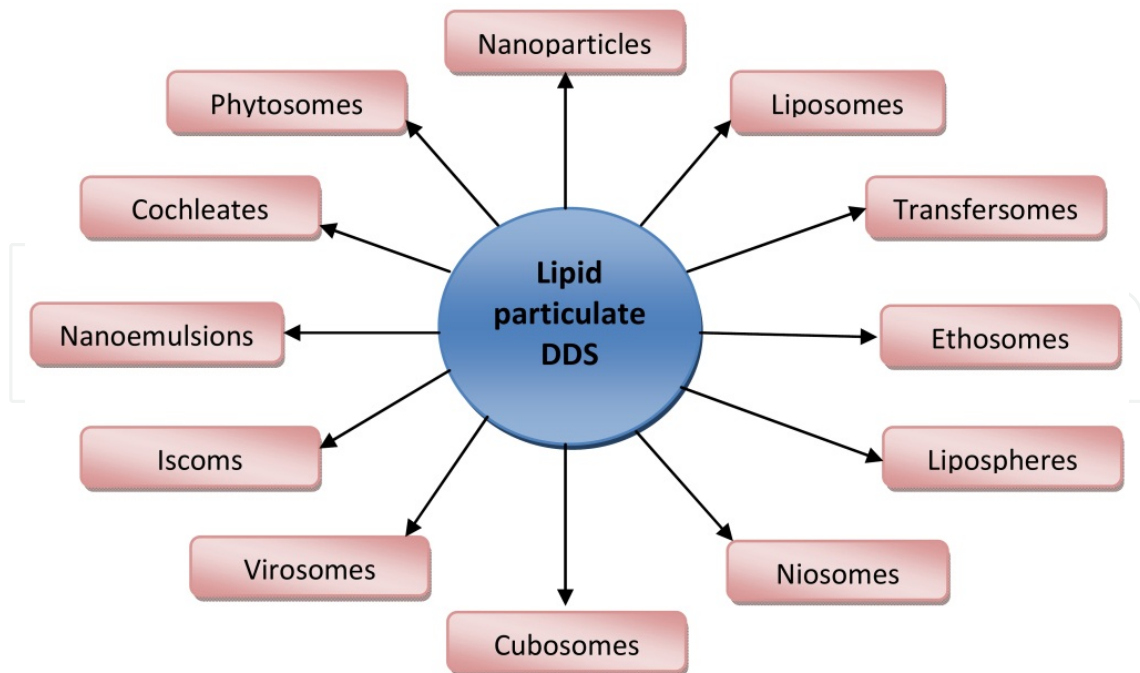 Nanoparticles
Phytosomes
Liposomes
Cochleates
Transfersomes
Lipid
particulate
DDS
Nanoemulsions
Ethosomes
Iscoms
Lipospheres
Virosomes
Niosomes
Cubosomes